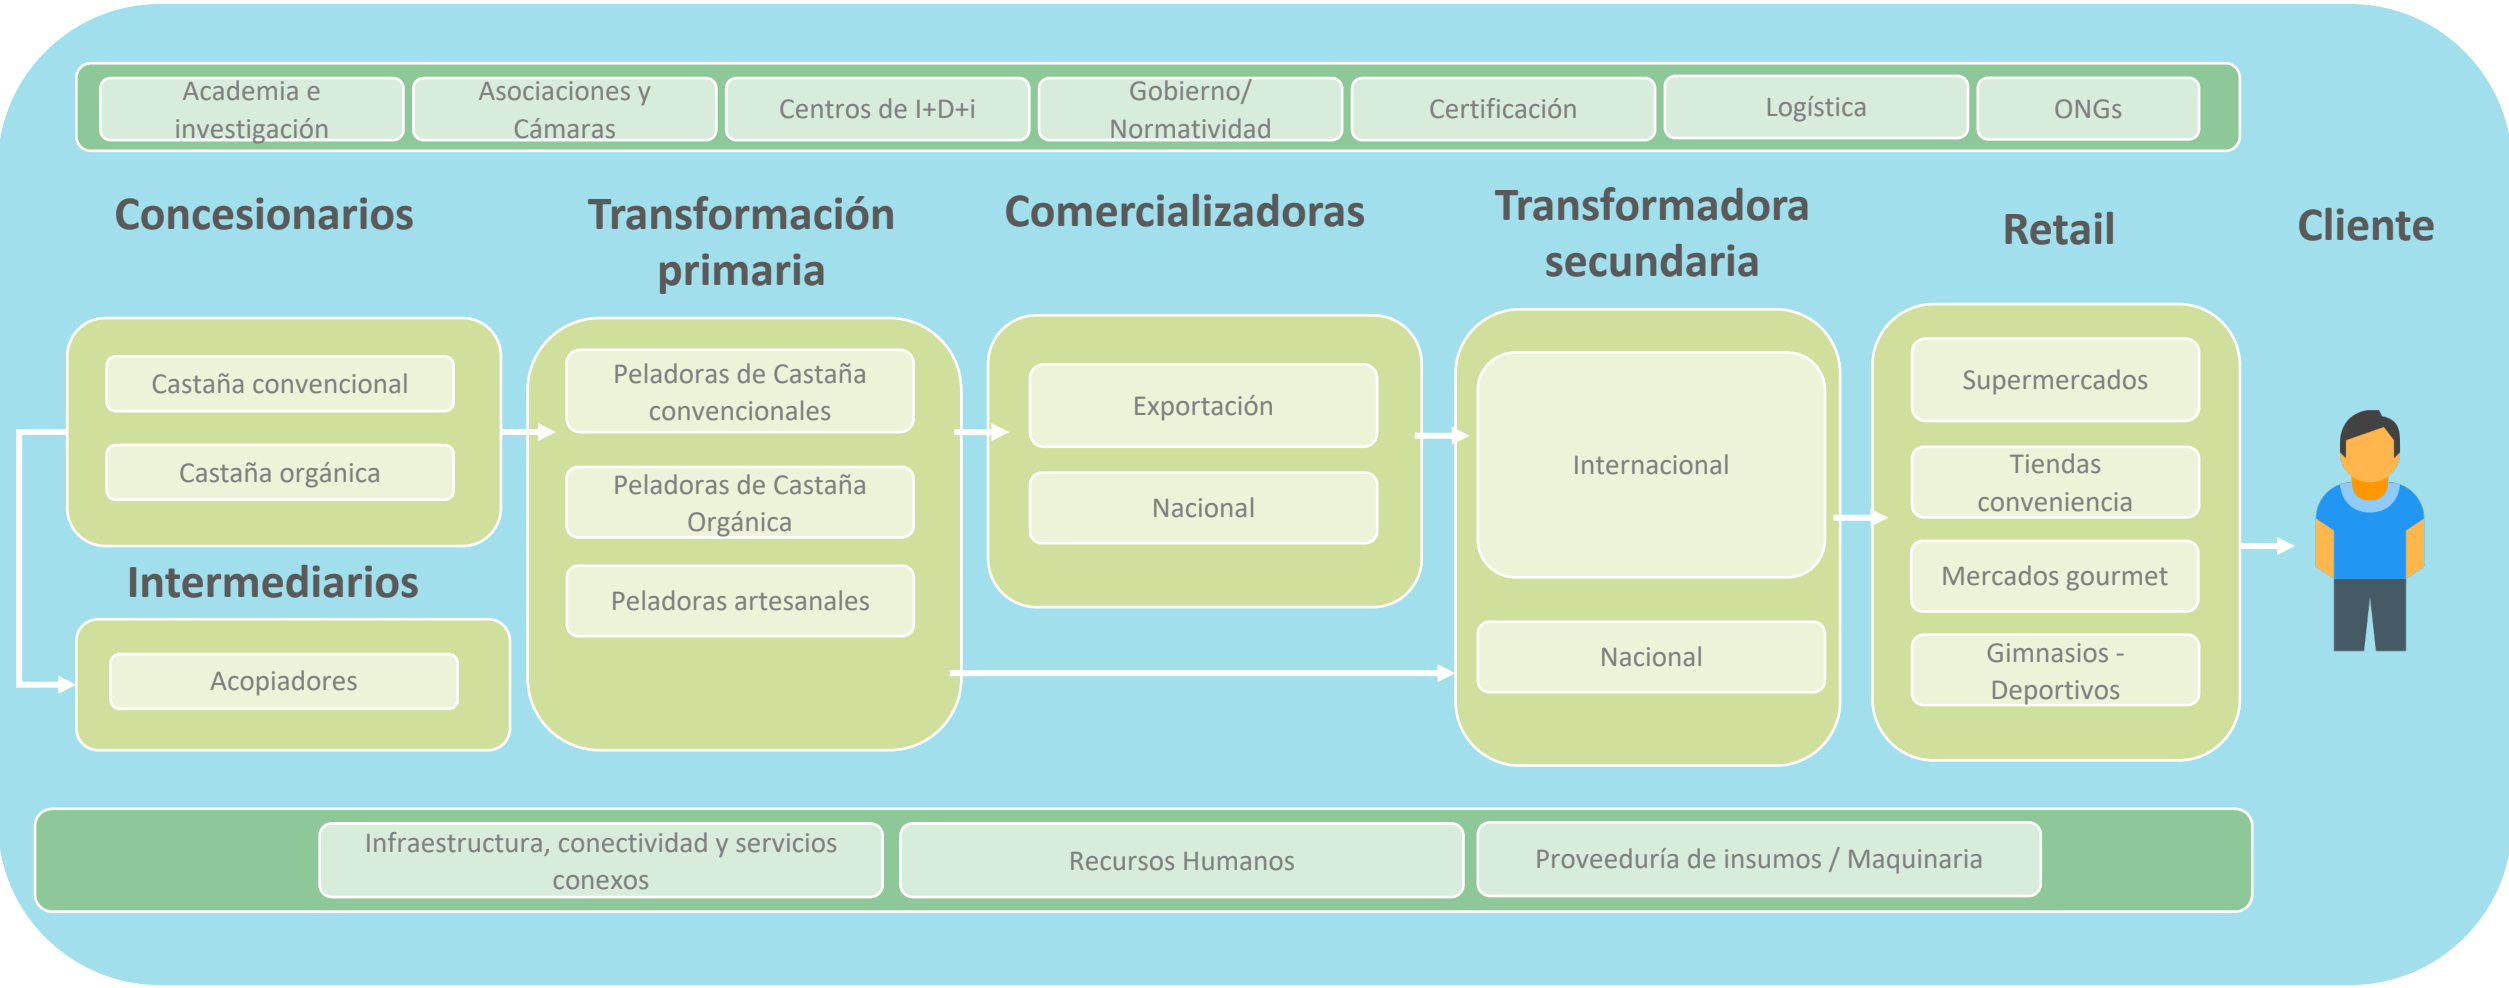 Academia e
investigación
Asociaciones y
Cámaras
Centros de I+D+i
Gobierno/
Normatividad
Certificación
Logística
ONGs
Concesionarios
Castaña convencional
Castaña orgánica
Intermediarios
Acopiadores
Transformación
primaria
Peladoras de Castaña
convencionales
Peladoras de Castaña
Orgánica
Peladoras artesanales
Comercializadoras
Exportación
Nacional
Transformadora
secundaria
Internacional
Nacional
Retail
Supermercados
Tiendas
conveniencia
Mercados gourmet
Gimnasios -
Deportivos
Cliente
Infraestructura, conectividad y servicios
conexos
Recursos Humanos
Proveeduría de insumos / Maquinaria